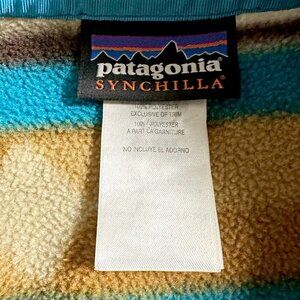 patagonia®
SYNCHILLA®
100% POLYESTER
EXCLUSIVE OF TRIM
100% POLYESTER
A PART LA GARNITURE
NO INCLUYE EL ADORNO